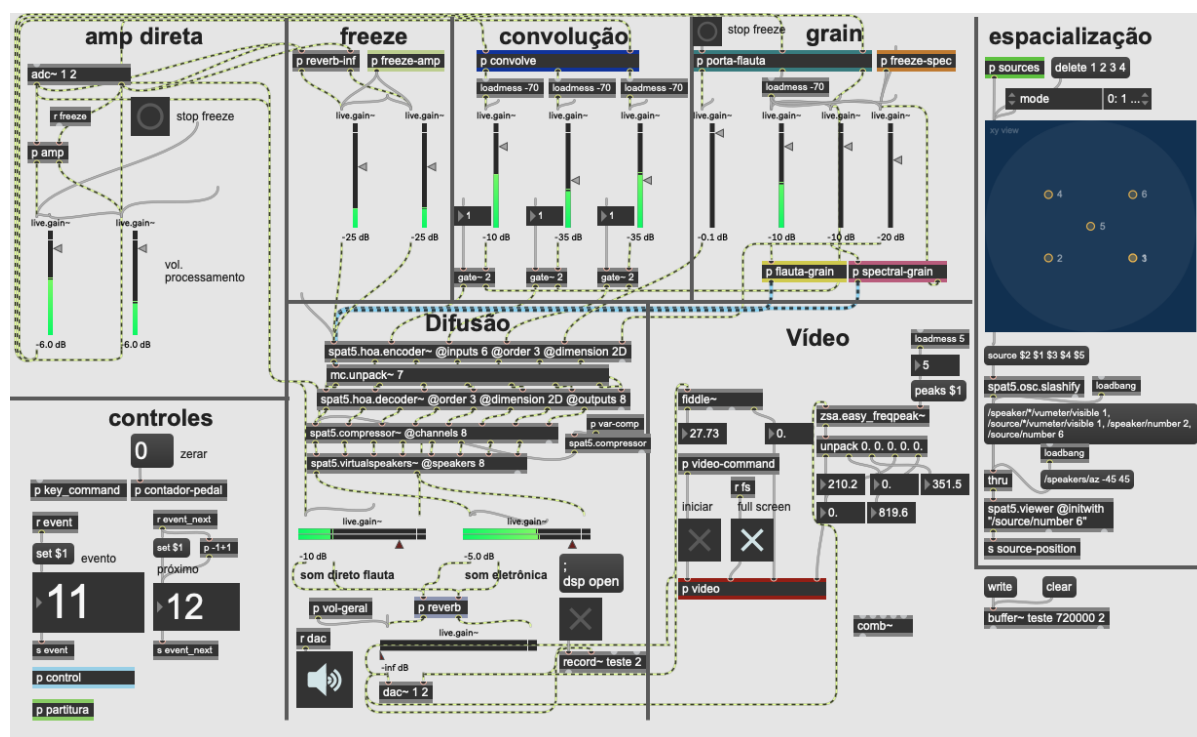 amp direta
adc~ 1 2
r freeze
stop freeze
p amp
live.gain~
live.gain~
vol.
processamento
-6.0 dB
-6.0 dB
freeze
p reverb-inf
p freeze-amp
live.gain~
live.gain~
-25 dB
-25 dB
convolução
p convolve
loadmess -70
loadmess -70
loadmess -70
live.gain~
live.gain~
live.gain~
1
1
1
-10 dB
-35 dB
-35 dB
gate~ 2
gate~ 2
gate~ 2
stop freeze
grain
p porta-flauta
p freeze-spec
loadmess -70
live.gain~
live.gain~
live.gain~
live.gain~
-0.1 dB
-10 dB
-10 dB
-20 dB
p flauta-grain
p spectral-grain
espacialização
p sources
delete 1 2 3 4
mode
0: 1 ...
xy view
4
6
5
2
3
source $2 $1 $3 $4 $5
spat5.osc.slashify
loadbang
/speaker/*/vumeter/visible 1,
/source/*/vumeter/visible 1, /speaker/number 2,
/source/number 6
loadbang
thru
/speakers/az -45 45
spat5.viewer @initwith
"/source/number 6"
s source-position
write
clear
buffer~ teste 720000 2
controles
0
zerar
p key_command
p contador-pedal
r event
r event_next
set $1
evento
set $1
p -1+1
próximo
11
12
s event
s event_next
p control
p partitura
Difusão
spat5.hoa.encoder~ @inputs 6 @order 3 @dimension 2D
mc.unpack~ 7
spat5.hoa.decoder~ @order 3 @dimension 2D @outputs 8
p var-comp
spat5.compressor~ @channels 8
spat5.compressor
spat5.virtualspeakers~ @speakers 8
live.gain~
live.gain~
-10 dB
-5.0 dB
som direto flauta
som eletrônica
;
dsp open
p vol-geral
p reverb
r dac
live.gain~
-inf dB
record~ teste 2
dac~ 1 2
Vídeo
loadmess 5
5
peaks $1
fiddle~
zsa.easy_freqpeak~
27.73
0.
unpack 0. 0. 0. 0. 0.
p video-command
210.2
0.
351.5
r fs
0.
819.6
iniciar
full screen
p video
comb~